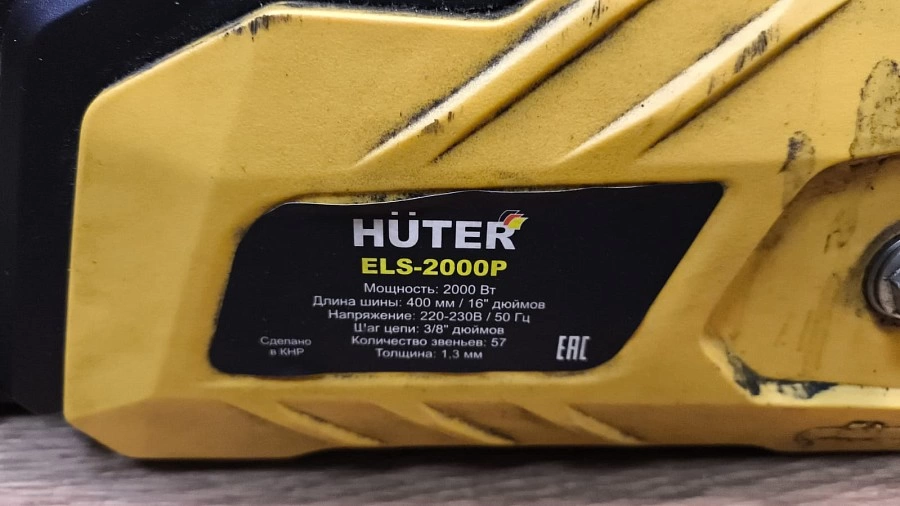 HÜTER
ELS-2000P
Мощность: 2000 Вт
Длина шины: 400 мм / 16" дюймов
Напряжение: 220-230В / 50 Гц
Шаг цепи: 3/8" дюймов
Количество звеньев: 57
Толщина: 1,3 мм
Сделано
в КНР
EAC